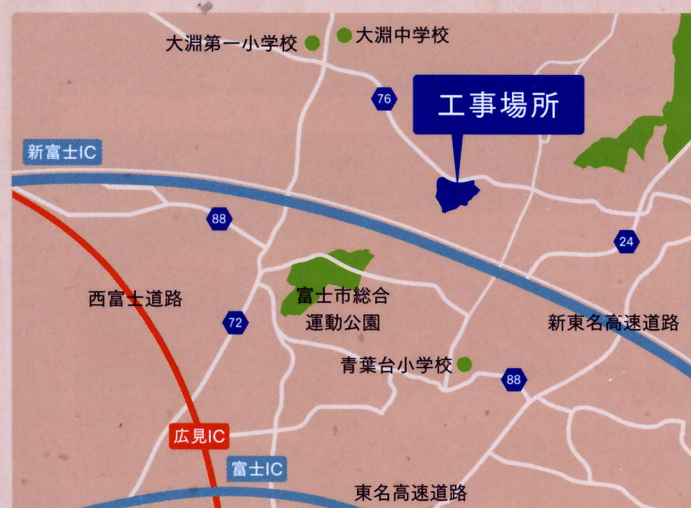 大淵第一小学校
大淵中学校
76
工事場所
新富士IC
88
24
西富士道路
富士市総合
運動公園
72
新東名高速道路
青葉台小学校
88
広見IC
富士IC
東名高速道路